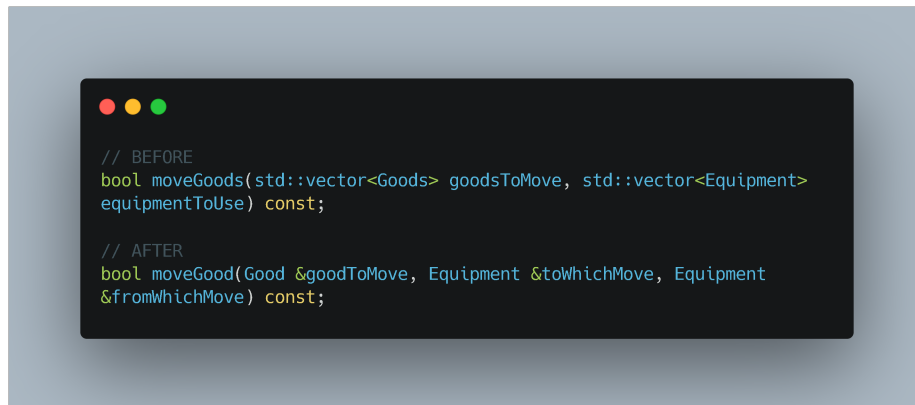 // BEFORE
bool moveGoods(std::vector<Goods> goodsToMove, std::vector<Equipment>
equipmentToUse) const;
// AFTER
bool moveGood(Good &goodToMove, Equipment &toWhichMove, Equipment
&fromWhichMove) const;